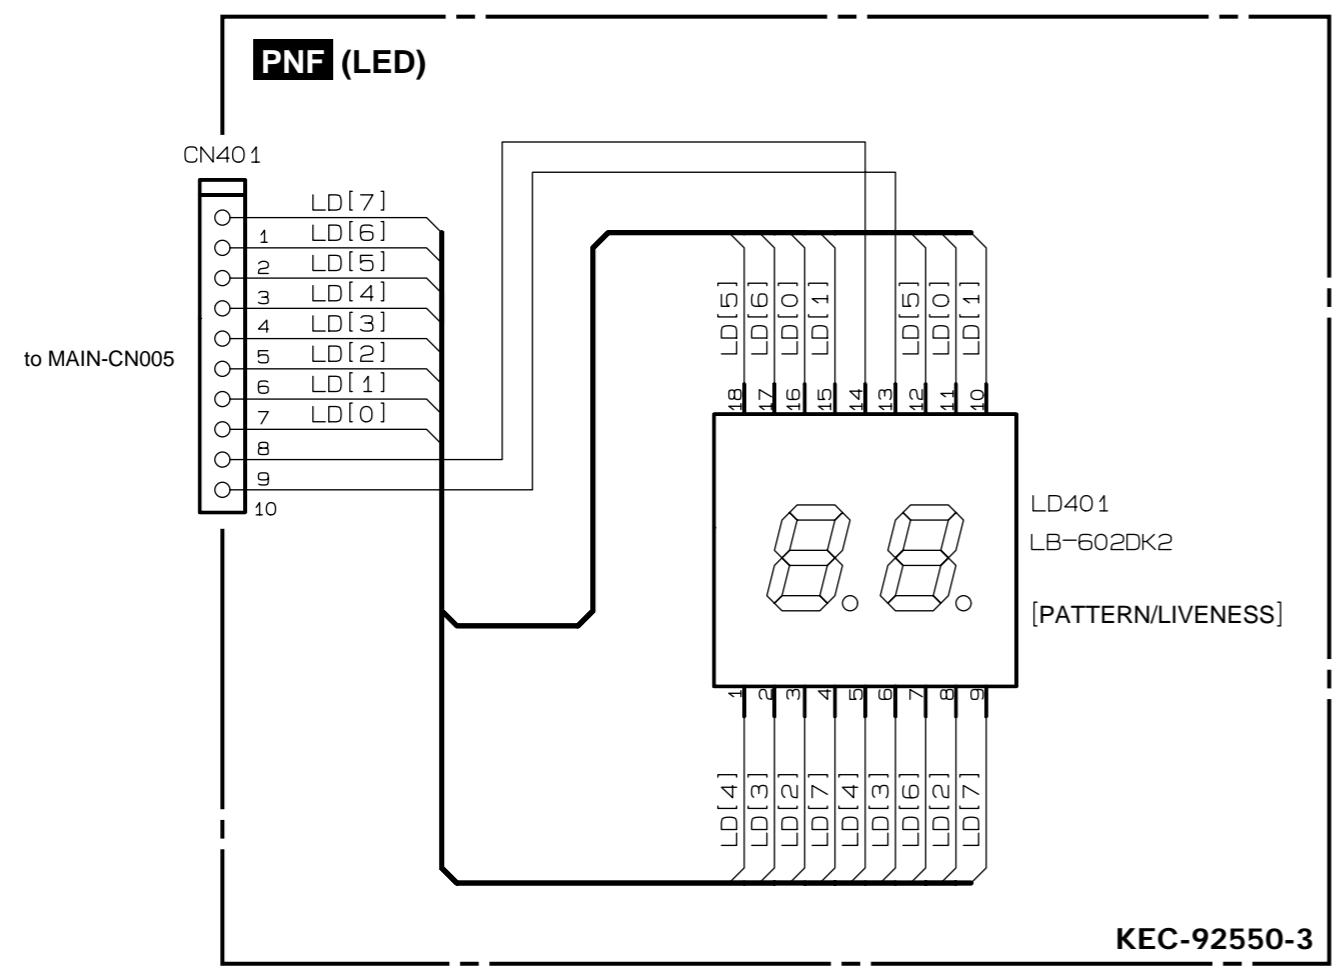 PNF (LED)
CN401
LD[7]
1
LD[6]
2
LD[5]
3
LD[4]
4
LD[3]
5
LD[2]
6
LD[1]
7
LD[0]
8
9
10
to MAIN-CN005
LD[5]
LD[6]
LD[0]
LD[1]
LD[5]
LD[0]
LD[1]
18
17
16
15
14
13
12
11
10
LD401
LB-602DK2
[PATTERN/LIVENESS]
1
2
3
4
5
6
7
8
9
LD[4]
LD[3]
LD[2]
LD[7]
LD[4]
LD[3]
LD[6]
LD[2]
LD[7]
KEC-92550-3